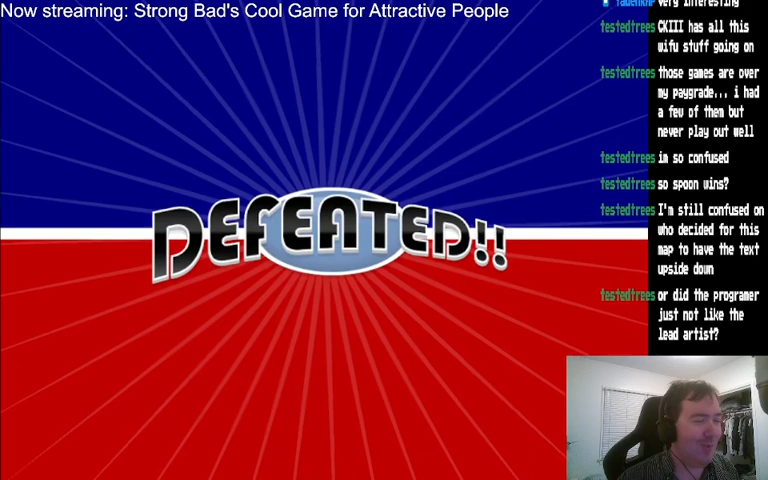 Now streaming: Strong Bad's Cool Game for Attractive People
DEFEATED!!
very interesting
testedtrees CKIII has all this
wifu stuff going on
testedtrees those games are over
my paygrade... i had
a few of them but
never play out well
testedtrees im so confused
testedtrees so spoon wins?
testedtrees I'm still confused on
who decided for this
map to have the text
upside down
testedtrees or did the programer
just not like the
lead artist?